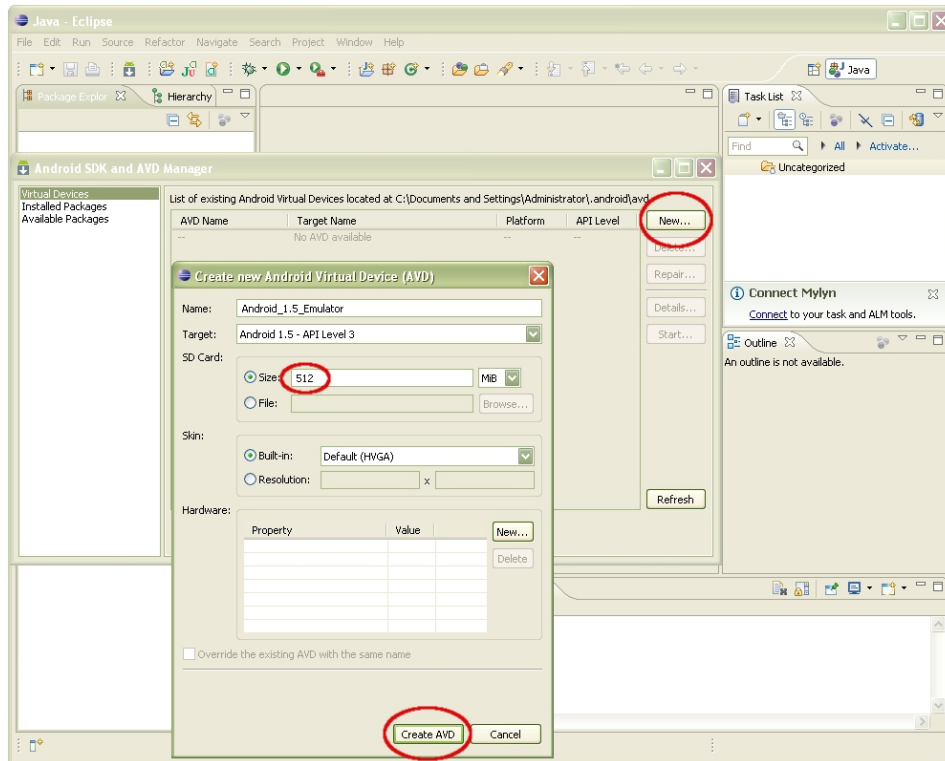 Java - Eclipse
File Edit Run Source Refactor Navigate Search Project Window Help
Java
Package Explor
Hierarchy
Task List
Find
All
Activate...
Uncategorized
Android SDK and AVD Manager
Virtual Devices
Installed Packages
Available Packages
List of existing Android Virtual Devices located at C:\Documents and Settings\Administrator\.android\avd
AVD Name Target Name Platform API Level
-- No AVD available -- --
New...
Delete...
Repair...
Details...
Start...
Refresh
Create new Android Virtual Device (AVD)
Name: Android_1.5_Emulator
Target: Android 1.5 - API Level 3
SD Card:
Size: 512 MiB
File: Browse...
Skin:
Built-in: Default (HVGA)
Resolution: x
Hardware:
Property Value New...
Delete
Override the existing AVD with the same name
Create AVD Cancel
Connect Mylyn
Connect to your task and ALM tools.
Outline
An outline is not available.